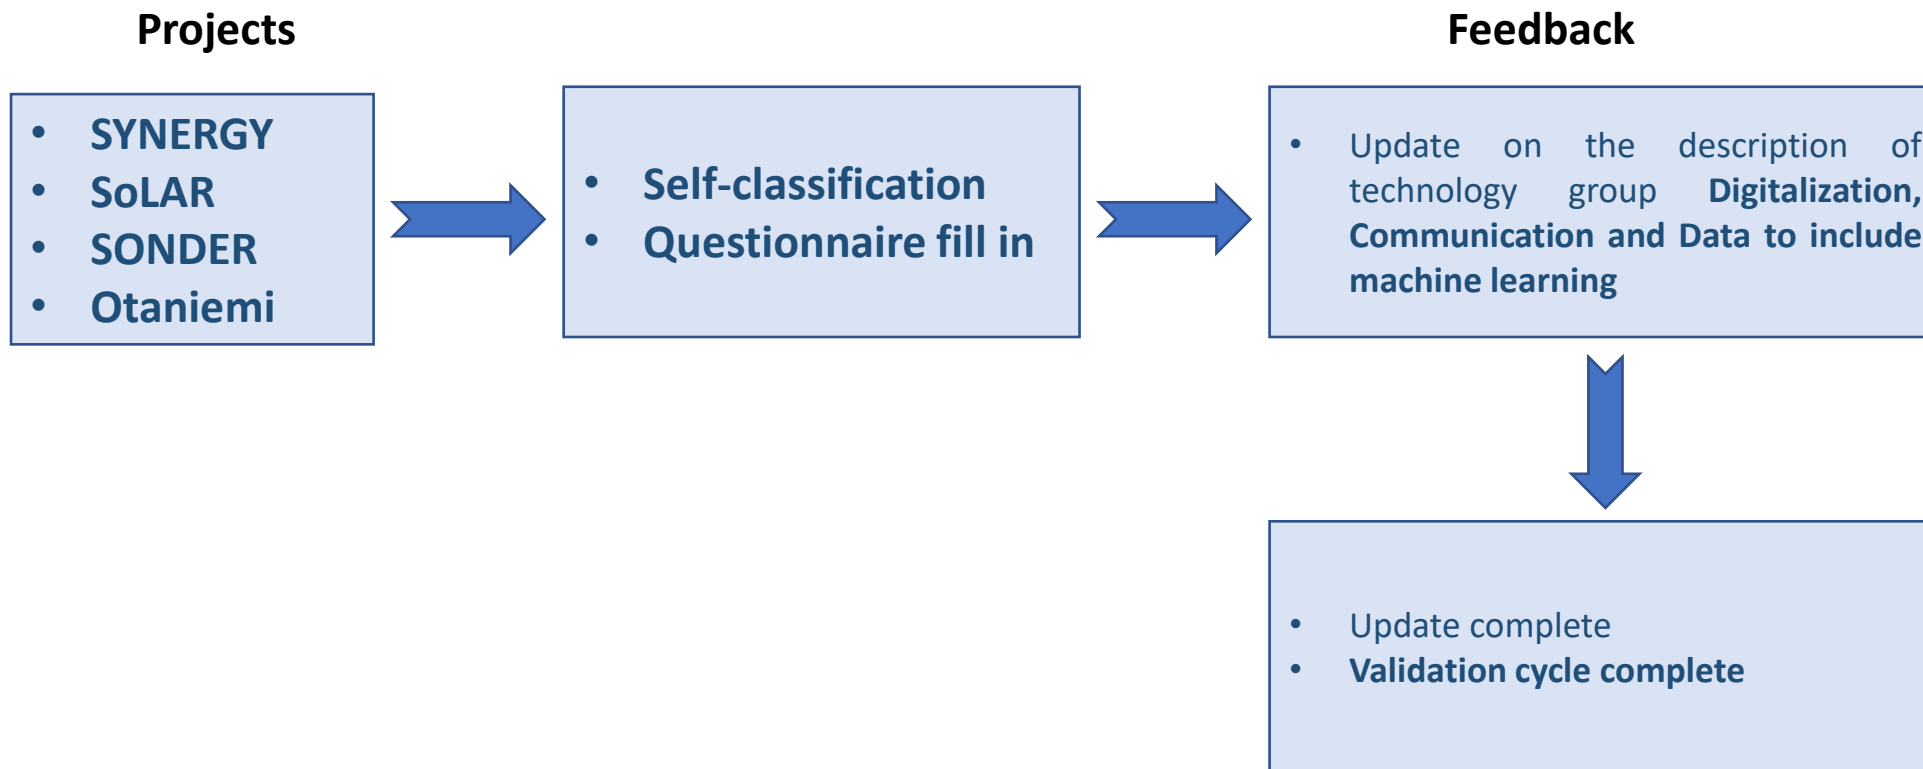 Projects
Feedback
• SYNERGY
• SoLAR
• SONDER
• Otaniemi
• Self-classification
• Questionnaire fill in
• Update on the description of
technology group Digitalization,
Communication and Data to include
machine learning
• Update complete
• Validation cycle complete